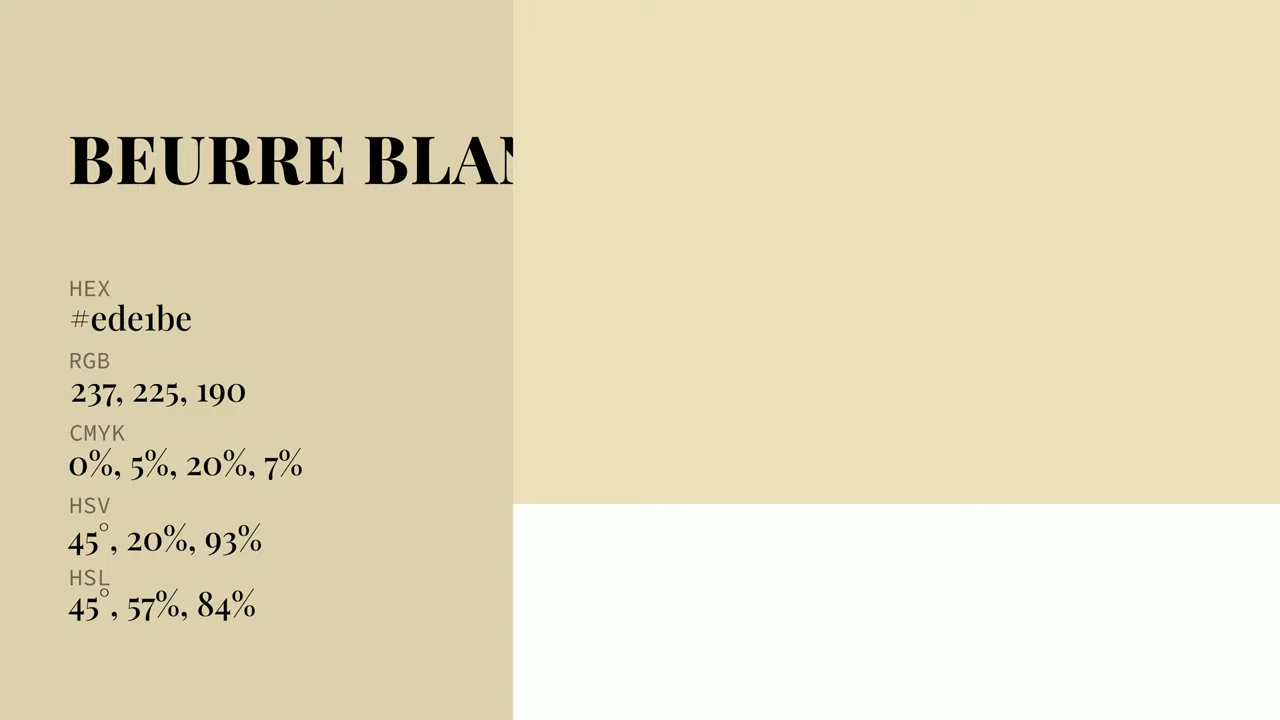 BEURRE BLAN
HEX
#ede1be
RGB
237, 225, 190
CMYK
0%, 5%, 20%, 7%
HSV
45°, 20%, 93%
HSL
45°, 57%, 84%